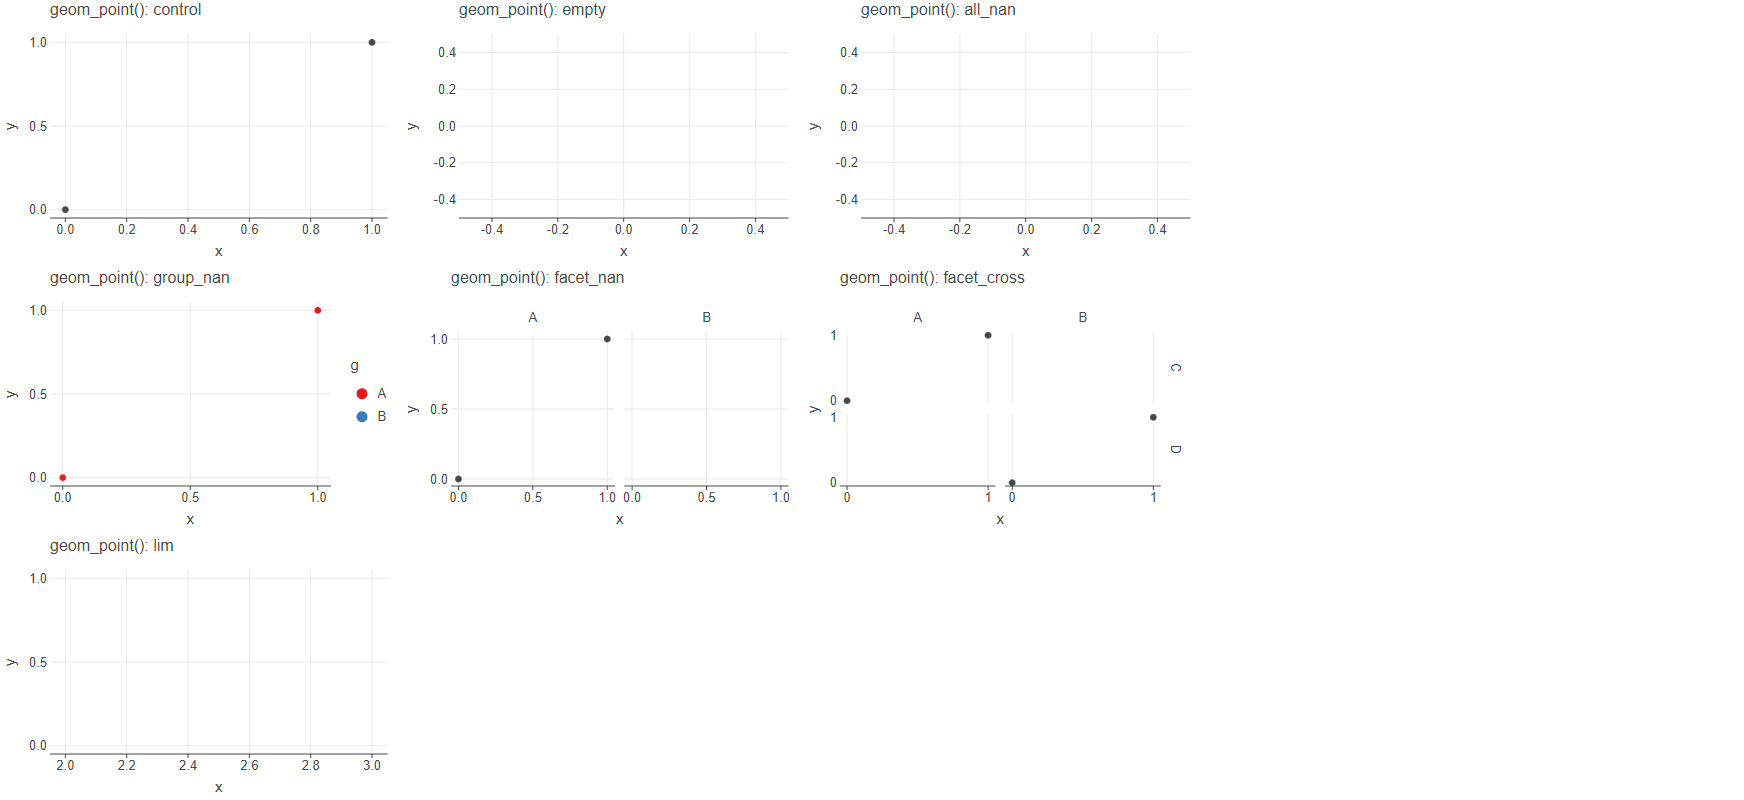 geom_point(): control
1.0
0.5
0.0
y
0.0 0.2 0.4 0.6 0.8 1.0
x
geom_point(): empty
0.4
0.2
0.0
-0.2
-0.4
y
-0.4 -0.2 0.0 0.2 0.4
x
geom_point(): all_nan
0.4
0.2
0.0
-0.2
-0.4
y
-0.4 -0.2 0.0 0.2 0.4
x
geom_point(): group_nan
1.0
0.5
0.0
y
0.0 0.5 1.0
x
g
A
B
geom_point(): facet_nan
A B
1.0
0.5
0.0
y
0.0 0.5 1.0 0.0 0.5 1.0
x
geom_point(): facet_cross
A B
1
0
C
1
0
D
y
0 1 0 1
x
geom_point(): lim
1.0
0.5
0.0
y
2.0 2.2 2.4 2.6 2.8 3.0
x